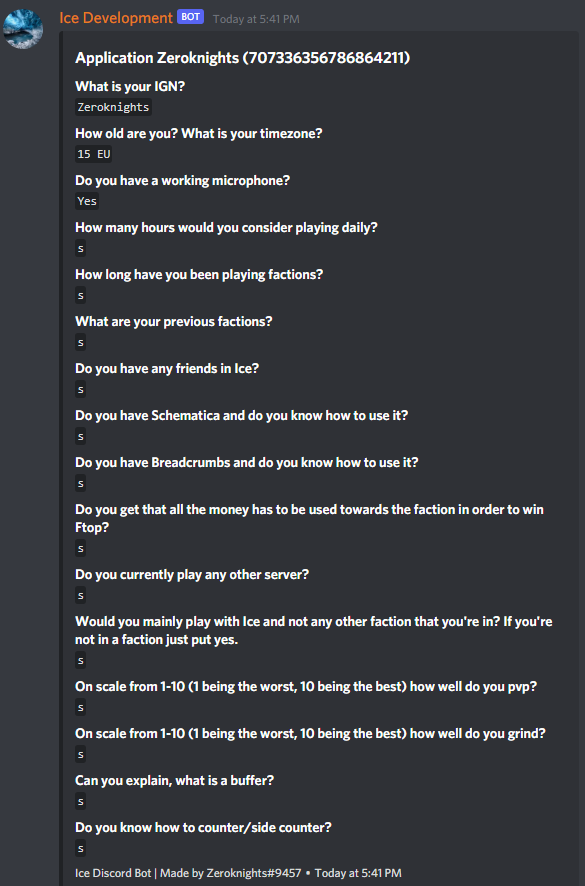 Ice Development BOT Today at 5:41 PM
Application Zeroknights (707336356786864211)
What is your IGN?
Zeroknights
How old are you? What is your timezone?
15 EU
Do you have a working microphone?
Yes
How many hours would you consider playing daily?
s
How long have you been playing factions?
s
What are your previous factions?
s
Do you have any friends in Ice?
s
Do you have Schematica and do you know how to use it?
s
Do you have Breadcrumbs and do you know how to use it?
s
Do you get that all the money has to be used towards the faction in order to win
Ftop?
s
Do you currently play any other server?
s
Would you mainly play with Ice and not any other faction that you're in? If you're
not in a faction just put yes.
s
On scale from 1-10 (1 being the worst, 10 being the best) how well do you pvp?
s
On scale from 1-10 (1 being the worst, 10 being the best) how well do you grind?
s
Can you explain, what is a buffer?
s
Do you know how to counter/side counter?
s
Ice Discord Bot | Made by Zeroknights#9457 • Today at 5:41 PM